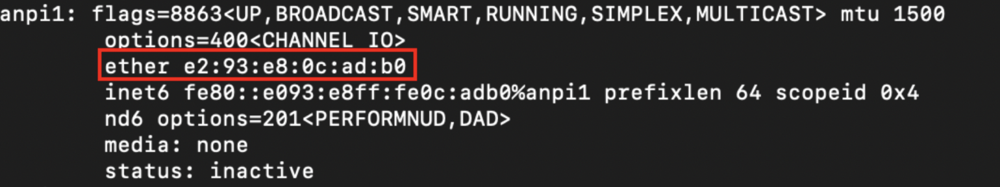 anpi1: flags=8863<UP,BROADCAST,SMART,RUNNING,SIMPLEX,MULTICAST> mtu 1500
options=400<CHANNEL_IO>
ether e2:93:e8:0c:ad:b0
inet6 fe80::e093:e8ff:fe0c:adb0%anpi1 prefixlen 64 scopeid 0x4
nd6 options=201<PERFORMNUD,DAD>
media: none
status: inactive